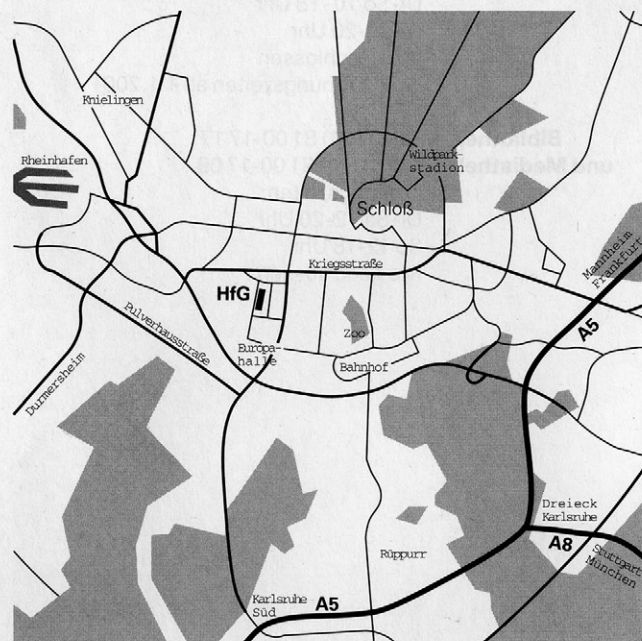 Knielingen
Rheinhafen
Wildpark-
stadion
Schloß
Mannheim
Frankfurt
Kriegsstraße
HfG
A5
Pulverhausstraße
Zoo
Europa-
halle
Bahnhof
Durmersheim
Dreieck
Karlsruhe
A8
Stuttgart
München
Rüppurr
Karlsruhe
Süd
A5